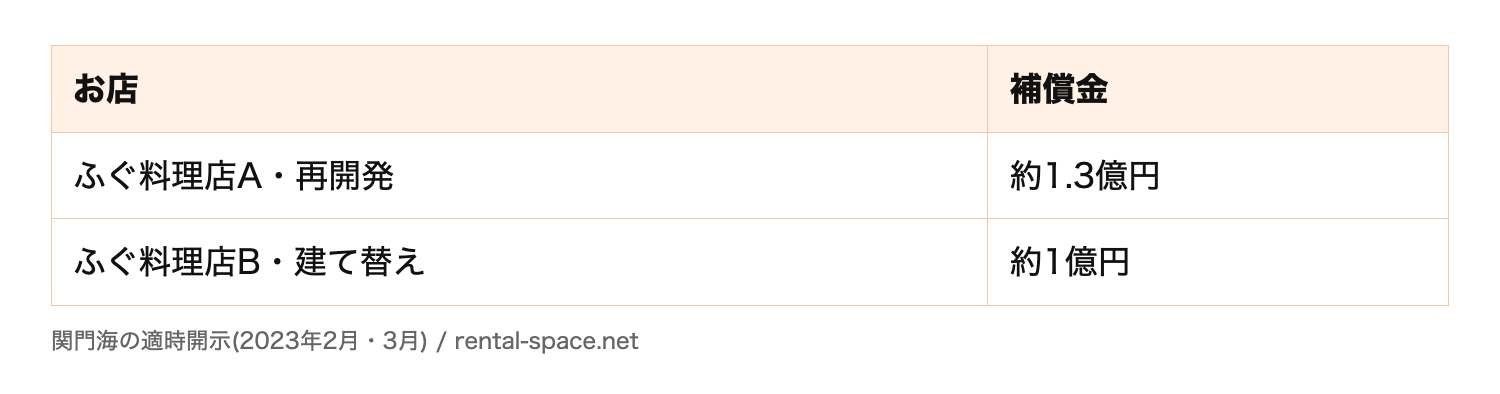 お店 補償金
ふぐ料理店A・再開発 約1.3億円
ふぐ料理店B・建て替え 約1億円
関門海の適時開示(2023年2月・3月) / rental-space.net